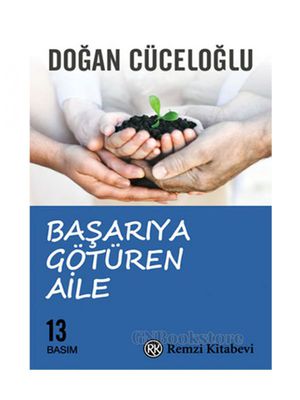 DOĞAN CÜCELOĞLU
BAŞARIYA
GÖTÜREN
AİLE
13
BASIM
GNBookstore
RK Remzi Kitabevi